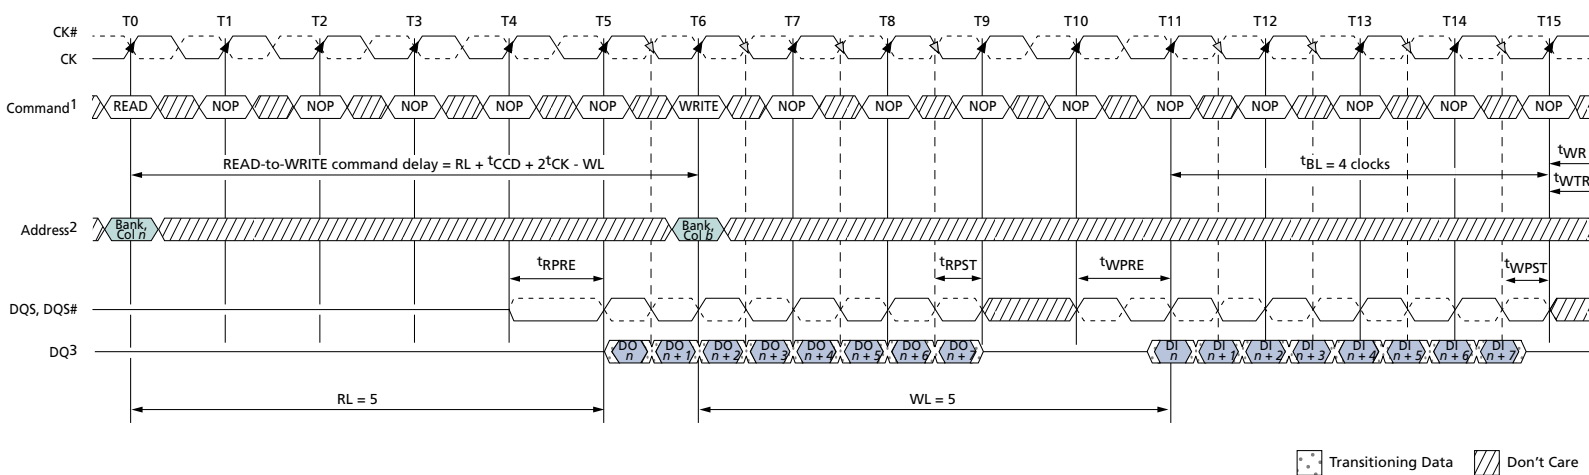 T0 T1 T2 T3 T4 T5 T6 T7 T8 T9 T10 T11 T12 T13 T14 T15
CK#
CK
Command1 READ NOP NOP NOP NOP NOP WRITE NOP NOP NOP NOP NOP NOP NOP NOP NOP
READ-to-WRITE command delay = RL + tCCD + 2tCK - WL
tBL = 4 clocks
tWR
tWTR
Address2
Bank, Col n
Bank, Col b
tRPRE tRPST tWPRE tWPST
DQS, DQS#
DQ3
DO n
DO n + 1
DO n + 2
DO n + 3
DO n + 4
DO n + 5
DO n + 6
DO n + 7
DI n
DI n + 1
DI n + 2
DI n + 3
DI n + 4
DI n + 5
DI n + 6
DI n + 7
RL = 5
WL = 5
Transitioning Data
Don't Care